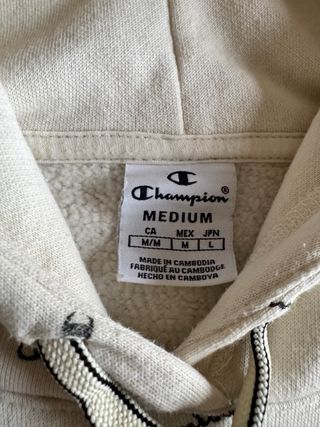 Champion®
MEDIUM
CA MEX JPN
M/M M L
MADE IN CAMBODIA
FABRIQUÉ AU CAMBODGE
HECHO EN CAMBOYA